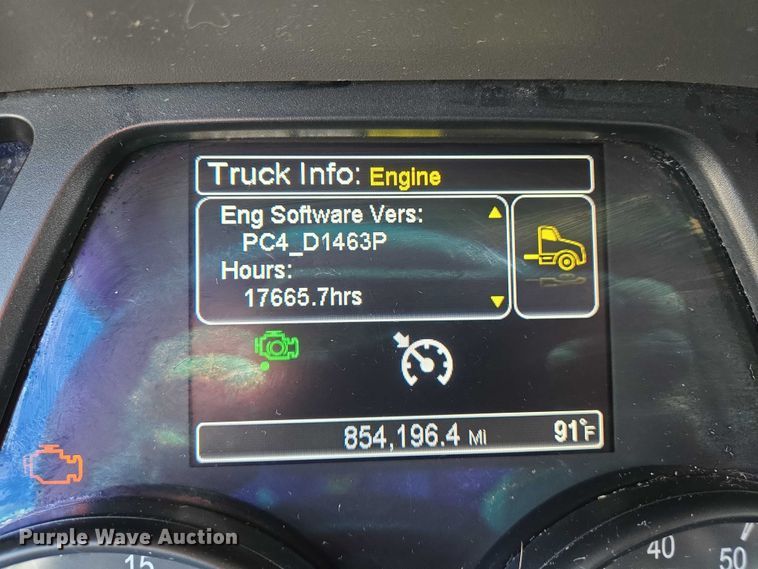 Truck Info: Engine
Eng Software Vers:
PC4_D1463P
Hours:
17665.7hrs
854,196.4 MI 91°F
Purple Wave Auction
15
40
50